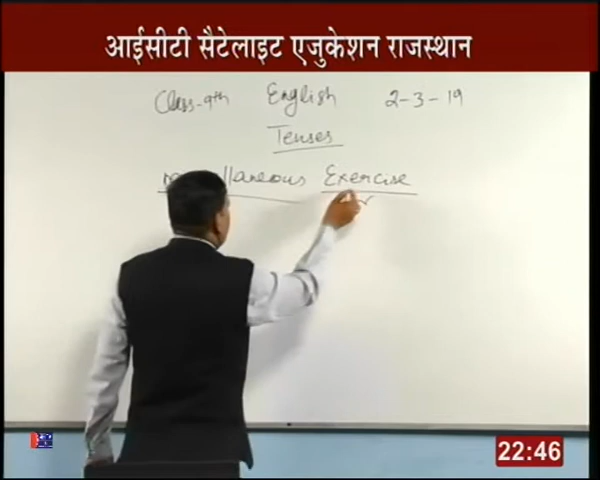 आईसीटी सैटेलाइट एजुकेशन राजस्थान
Class-9th English 2-3-19
Tenses
llaneous Exercise
22:46